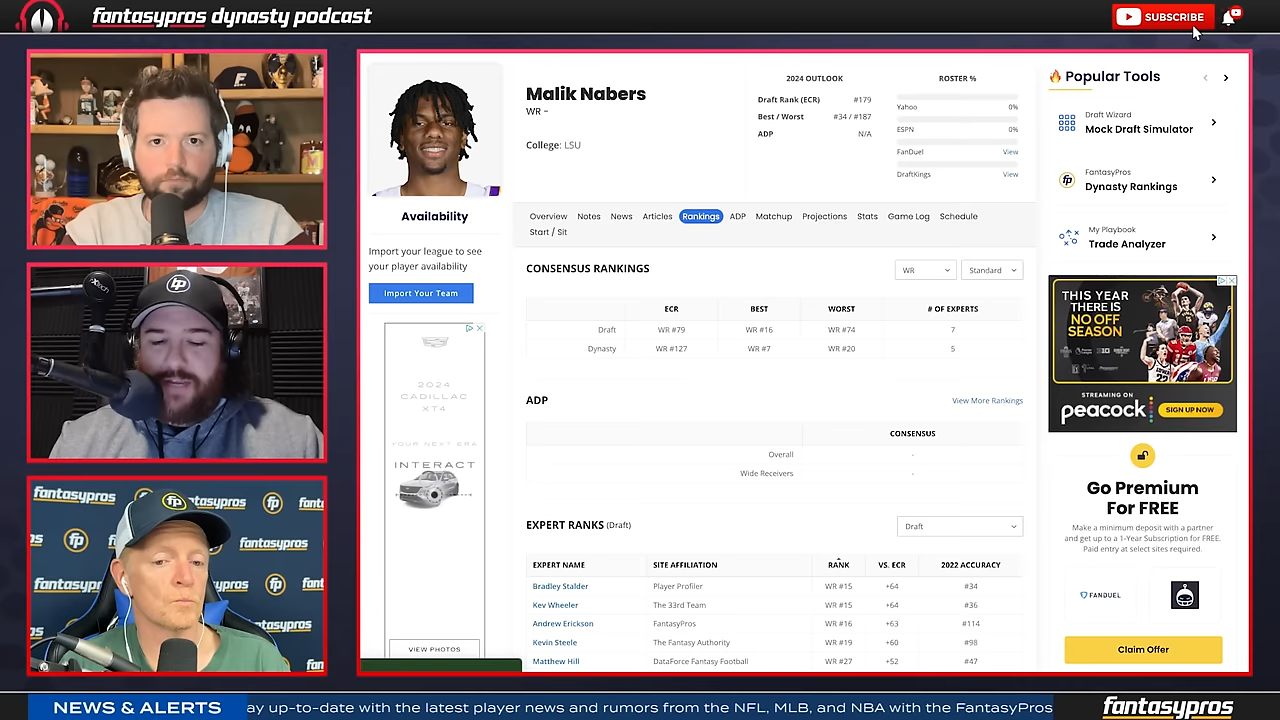 fantasypros dynasty podcast
SUBSCRIBE
Malik Nabers
WR -
College: LSU
2024 OUTLOOK
Draft Rank (ECR) #179
Best / Worst #34 / #187
ADP N/A
ROSTER %
Yahoo 0%
ESPN 0%
FanDuel View
DraftKings View
Availability
Import your league to see
your player availability
Import Your Team
Overview Notes News Articles Rankings ADP Matchup Projections Stats Game Log Schedule
Start / Sit
CONSENSUS RANKINGS
WR
Standard
ECR BEST WORST # OF EXPERTS
Draft WR #79 WR #16 WR #74 7
Dynasty WR #127 WR #7 WR #20 5
ADP
View More Rankings
CONSENSUS
Overall -
Wide Receivers -
EXPERT RANKS (Draft)
Draft
EXPERT NAME SITE AFFILIATION RANK VS. ECR 2022 ACCURACY
Bradley Stalder Player Profiler WR #15 +64 #34
Kev Wheeler The 33rd Team WR #15 +64 #36
Andrew Erickson FantasyPros WR #16 +63 #114
Kevin Steele The Fantasy Authority WR #19 +60 #98
Matthew Hill DataForce Fantasy Football WR #27 +52 #47
2024
CADILLAC
XT4
YOUR NEXT ERA
INTERACT
VIEW PHOTOS
Popular Tools
Draft Wizard
Mock Draft Simulator
fp
FantasyPros
Dynasty Rankings
My Playbook
Trade Analyzer
THIS YEAR
THERE IS
NO OFF
SEASON
STREAMING ON
peacock
SIGN UP NOW
Go Premium
For FREE
Make a minimum deposit with a partner
and get up to a 1-Year Subscription for FREE.
Paid entry at select sites required.
FANDUEL
Claim Offer
fp
fantasypros
fp
NEWS & ALERTS
ay up-to-date with the latest player news and rumors from the NFL, MLB, and NBA with the FantasyPros
fantasypros